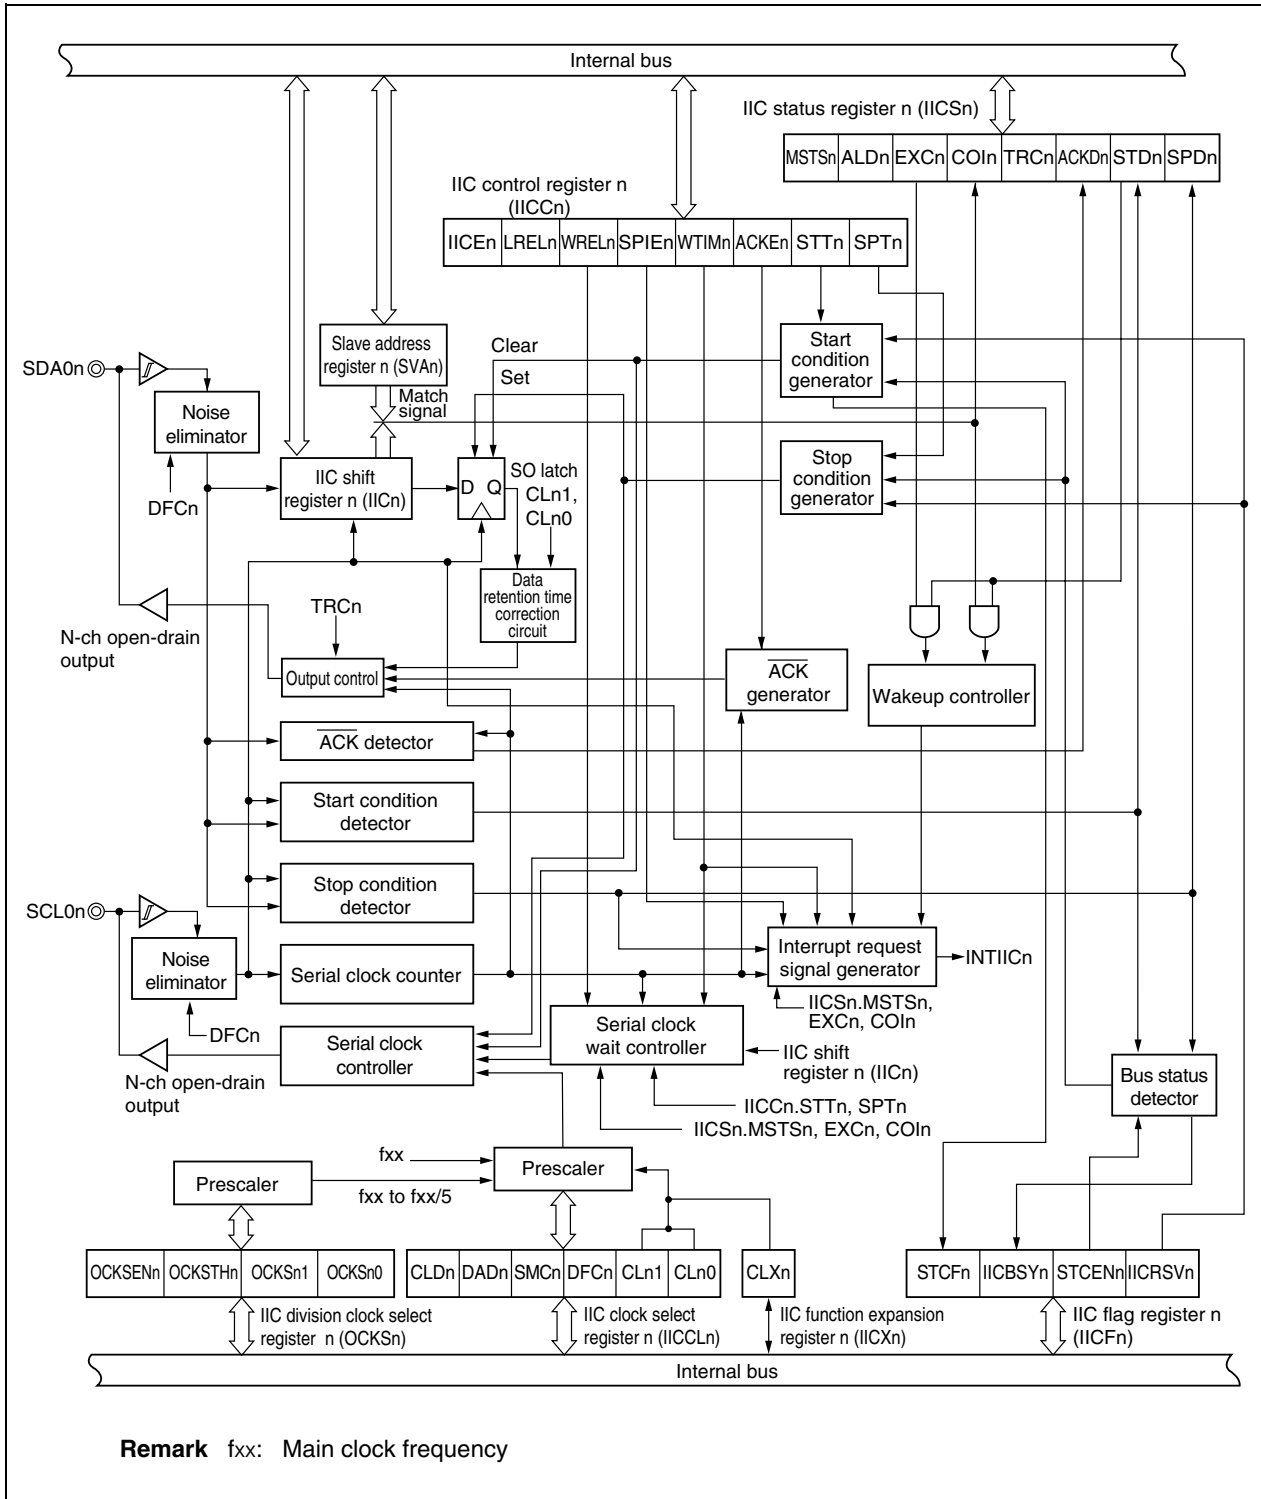 Internal bus
IIC status register n (IICSn)
MSTSn ALDn EXCn COIn TRCn ACKDn STDn SPDn
IIC control register n
(IICCn)
IICEn LRELn WRELn SPIEn WTIMn ACKEn STTn SPTn
Slave address
register n (SVAn)
Clear
Set
Start
condition
generator
SDA0n
Noise
eliminator
DFCn
Match
signal
IIC shift
register n (IICn)
D Q
SO latch
CLn1,
CLn0
Stop
condition
generator
Data
retention time
correction
circuit
TRCn
N-ch open-drain
output
Output control
ACK
generator
Wakeup controller
ACK detector
Start condition
detector
Stop condition
detector
SCL0n
Noise
eliminator
DFCn
Serial clock counter
Interrupt request
signal generator
INTIICn
IICSn.MSTSn,
EXCn, COIn
Serial clock
controller
Serial clock
wait controller
IIC shift
register n (IICn)
N-ch open-drain
output
Bus status
detector
IICCn.STTn, SPTn
IICSn.MSTSn, EXCn, COIn
Prescaler
fxx
fxx to fxx/5
Prescaler
OCKSENn OCKSTHn OCKSn1 OCKSn0
CLDn DADn SMCn DFCn CLn1 CLn0
CLXn
STCFn IICBSYn STCENn IICRSVn
IIC division clock select
register n (OCKSn)
IIC clock select
register n (IICCLn)
IIC function expansion
register n (IICXn)
IIC flag register n
(IICFn)
Internal bus
Remark fxx: Main clock frequency